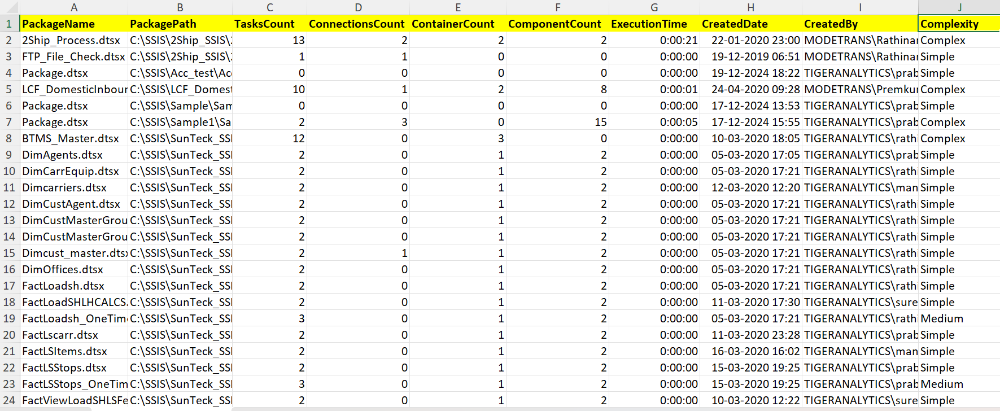 A B C D E F G H I J
1 PackageName PackagePath TasksCount ConnectionsCount ContainerCount ComponentCount ExecutionTime CreatedDate CreatedBy Complexity
2 2Ship_Process.dtsx C:\SSIS\2Ship_SSIS\ 13 2 2 2 0:00:21 22-01-2020 23:00 MODETRANS\Rathinar Complex
3 FTP_File_Check.dtsx C:\SSIS\2Ship_SSIS\ 1 1 0 0 0:00:00 19-12-2019 06:51 MODETRANS\Rathinar Simple
4 Package.dtsx C:\SSIS\Acc_test\Ac 0 0 0 0 0:00:00 19-12-2024 18:22 TIGERANALYTICS\prab Simple
5 LCF_DomesticInbour C:\SSIS\LCF_Domest 10 1 2 8 0:00:01 24-04-2020 09:28 MODETRANS\Premkur Complex
6 Package.dtsx C:\SSIS\Sample\Sam 0 0 0 0 0:00:00 17-12-2024 13:53 TIGERANALYTICS\prab Simple
7 Package.dtsx C:\SSIS\Sample1\Sa 2 3 0 15 0:00:05 17-12-2024 15:55 TIGERANALYTICS\prab Complex
8 BTMS_Master.dtsx C:\SSIS\SunTeck_SSI 12 0 3 0 0:00:00 10-03-2020 18:05 TIGERANALYTICS\rathi Complex
9 DimAgents.dtsx C:\SSIS\SunTeck_SSI 2 0 1 2 0:00:00 05-03-2020 17:05 TIGERANALYTICS\prab Simple
10 DimCarrEquip.dtsx C:\SSIS\SunTeck_SSI 2 0 1 2 0:00:00 05-03-2020 17:21 TIGERANALYTICS\rathi Simple
11 Dimcarriers.dtsx C:\SSIS\SunTeck_SSI 2 0 1 2 0:00:00 12-03-2020 12:20 TIGERANALYTICS\man Simple
12 DimCustAgent.dtsx C:\SSIS\SunTeck_SSI 2 0 1 2 0:00:00 05-03-2020 17:21 TIGERANALYTICS\rathi Simple
13 DimCustMasterGrou C:\SSIS\SunTeck_SSI 2 0 1 2 0:00:00 05-03-2020 17:21 TIGERANALYTICS\rathi Simple
14 DimCustMasterGrou C:\SSIS\SunTeck_SSI 2 0 1 2 0:00:00 05-03-2020 17:21 TIGERANALYTICS\rathi Simple
15 Dimcust_master.dtsx C:\SSIS\SunTeck_SSI 2 1 1 2 0:00:00 05-03-2020 17:21 TIGERANALYTICS\rathi Simple
16 DimOffices.dtsx C:\SSIS\SunTeck_SSI 2 0 1 2 0:00:00 05-03-2020 17:21 TIGERANALYTICS\rathi Simple
17 FactLoadsh.dtsx C:\SSIS\SunTeck_SSI 2 0 1 2 0:00:00 05-03-2020 17:21 TIGERANALYTICS\rathi Simple
18 FactLoadSHLHCALCS. C:\SSIS\SunTeck_SSI 2 0 1 2 0:00:00 11-03-2020 17:30 TIGERANALYTICS\sure Simple
19 FactLoadsh_OneTim C:\SSIS\SunTeck_SSI 3 0 1 2 0:00:00 05-03-2020 17:21 TIGERANALYTICS\rathi Medium
20 FactLscarr.dtsx C:\SSIS\SunTeck_SSI 2 0 1 2 0:00:00 11-03-2020 23:28 TIGERANALYTICS\prab Simple
21 FactLSItems.dtsx C:\SSIS\SunTeck_SSI 2 0 1 2 0:00:00 16-03-2020 16:02 TIGERANALYTICS\man Simple
22 FactLSStops.dtsx C:\SSIS\SunTeck_SSI 2 0 1 2 0:00:00 15-03-2020 19:25 TIGERANALYTICS\prab Simple
23 FactLSStops_OneTim C:\SSIS\SunTeck_SSI 3 0 1 2 0:00:00 15-03-2020 19:25 TIGERANALYTICS\prab Medium
24 FactViewLoadSHLSFe C:\SSIS\SunTeck_SSI 2 0 1 2 0:00:00 10-03-2020 12:22 TIGERANALYTICS\sure Simple